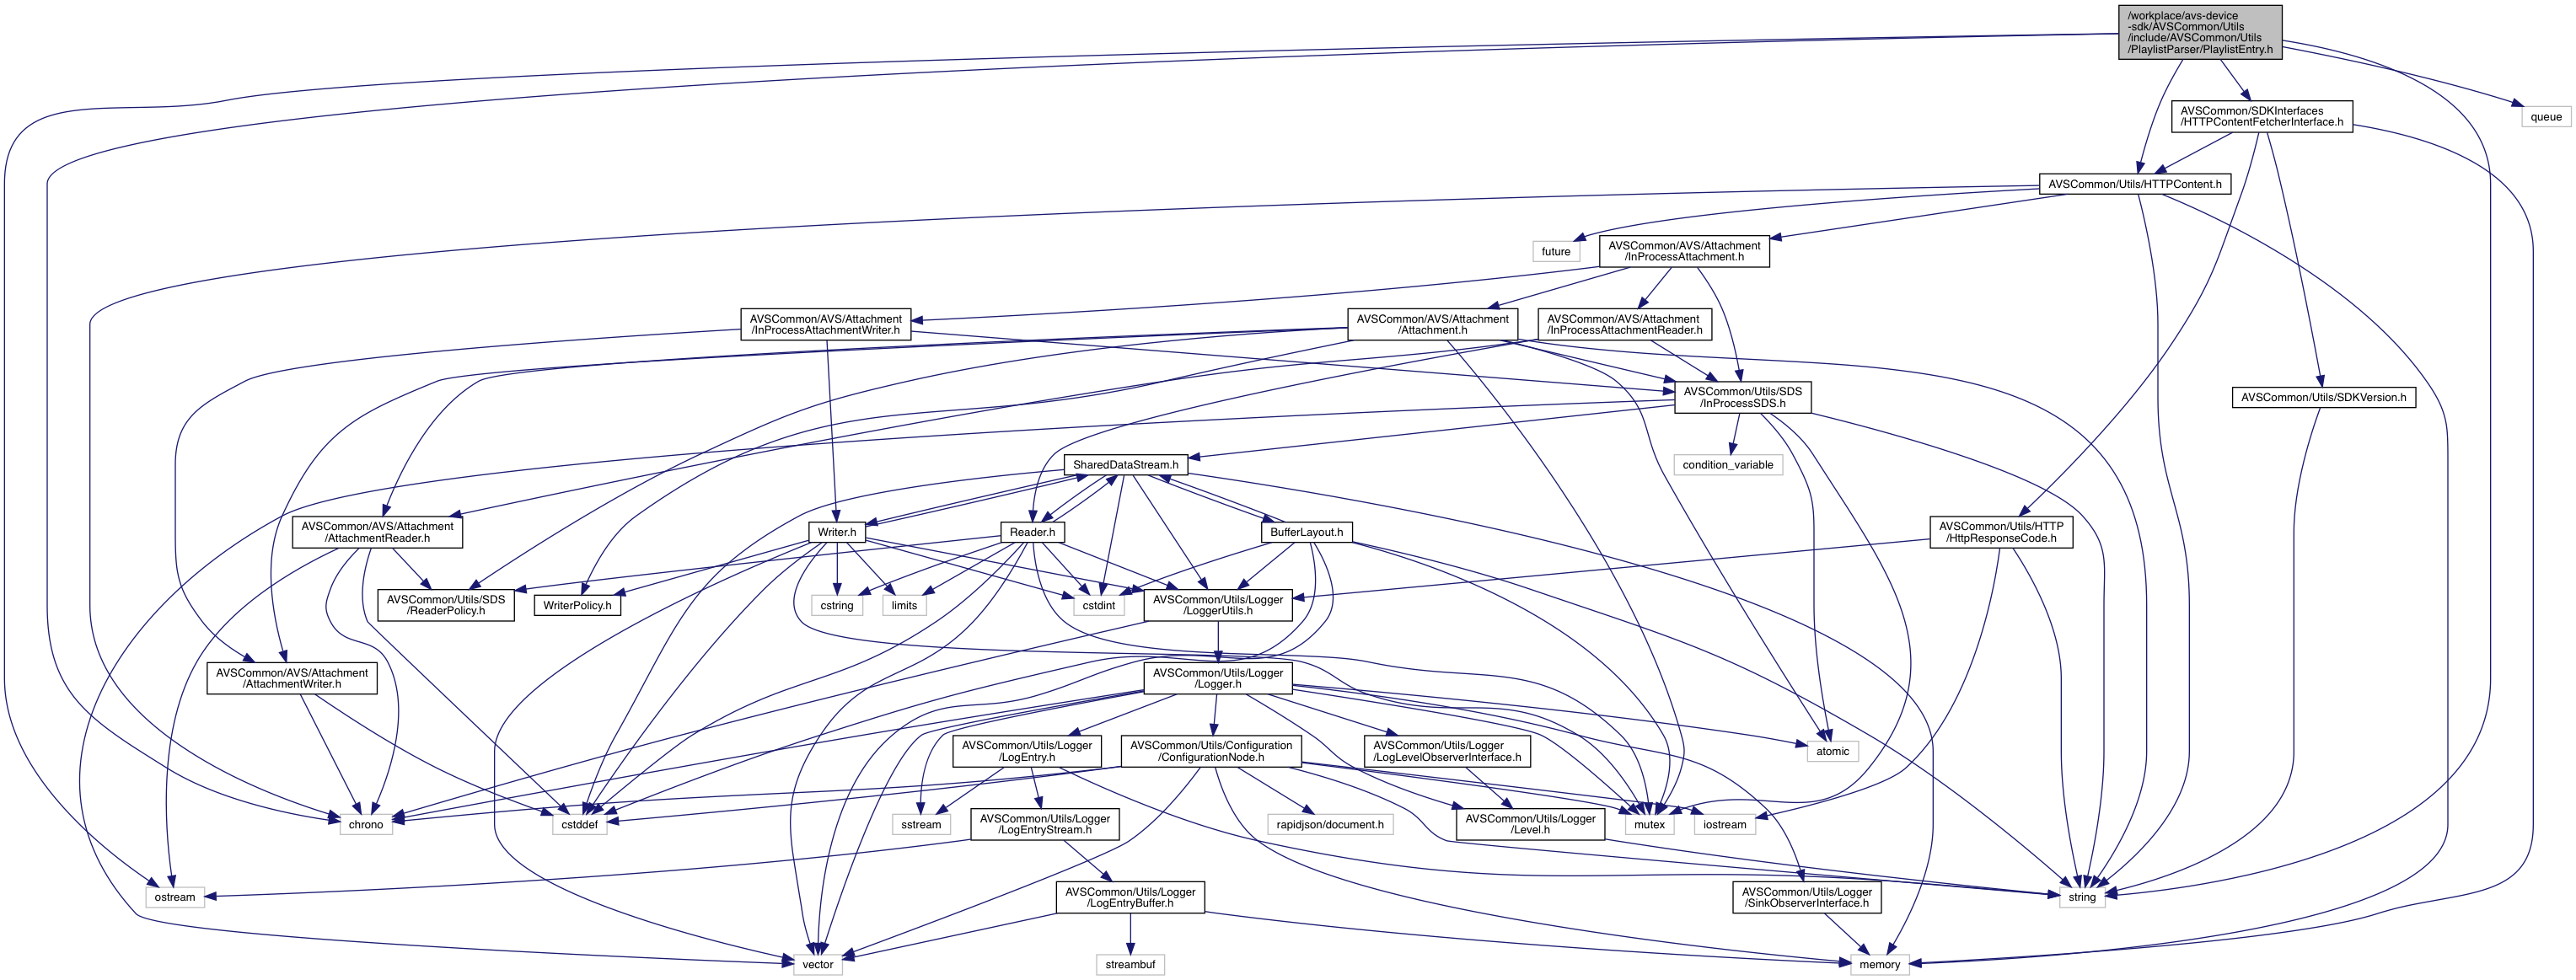 /workplace/avs-device
-sdk/AVSCommon/Utils
/include/AVSCommon/Utils
/PlaylistParser/PlaylistEntry.h
queue
AVSCommon/SDKInterfaces
/HTTPContentFetcherInterface.h
AVSCommon/Utils/HTTPContent.h
future
AVSCommon/AVS/Attachment
/InProcessAttachment.h
AVSCommon/AVS/Attachment
/InProcessAttachmentWriter.h
AVSCommon/AVS/Attachment
/Attachment.h
AVSCommon/AVS/Attachment
/InProcessAttachmentReader.h
AVSCommon/Utils/SDS
/InProcessSDS.h
AVSCommon/Utils/SDKVersion.h
SharedDataStream.h
condition_variable
AVSCommon/AVS/Attachment
/AttachmentReader.h
Writer.h
Reader.h
BufferLayout.h
AVSCommon/Utils/HTTP
/HttpResponseCode.h
AVSCommon/Utils/SDS
/ReaderPolicy.h
WriterPolicy.h
cstring
limits
cstdint
AVSCommon/Utils/Logger
/LoggerUtils.h
AVSCommon/AVS/Attachment
/AttachmentWriter.h
AVSCommon/Utils/Logger
/Logger.h
AVSCommon/Utils/Logger
/LogEntry.h
AVSCommon/Utils/Configuration
/ConfigurationNode.h
AVSCommon/Utils/Logger
/LogLevelObserverInterface.h
atomic
chrono
cstddef
sstream
AVSCommon/Utils/Logger
/LogEntryStream.h
rapidjson/document.h
AVSCommon/Utils/Logger
/Level.h
mutex
iostream
ostream
AVSCommon/Utils/Logger
/LogEntryBuffer.h
AVSCommon/Utils/Logger
/SinkObserverInterface.h
string
vector
streambuf
memory